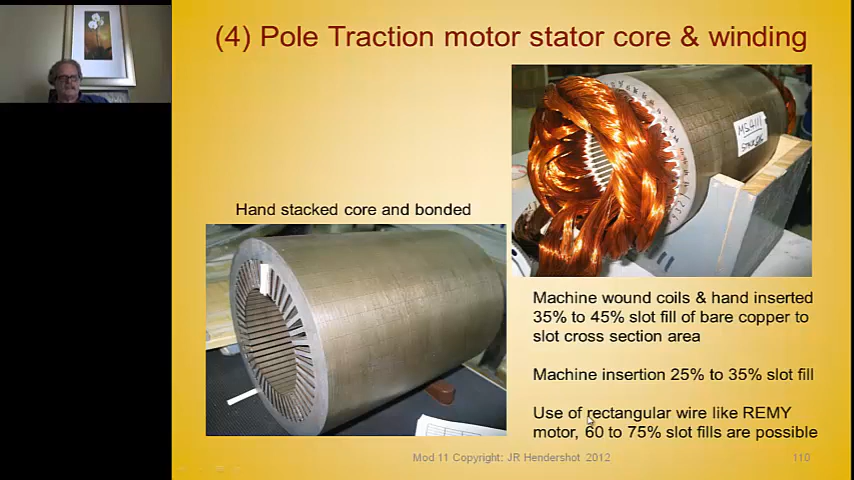 (4) Pole Traction motor stator core & winding
Hand stacked core and bonded
Machine wound coils & hand inserted
35% to 45% slot fill of bare copper to
slot cross section area
Machine insertion 25% to 35% slot fill
Use of rectangular wire like REMY
motor, 60 to 75% slot fills are possible
Mod 11 Copyright: JR Hendershot 2012
110